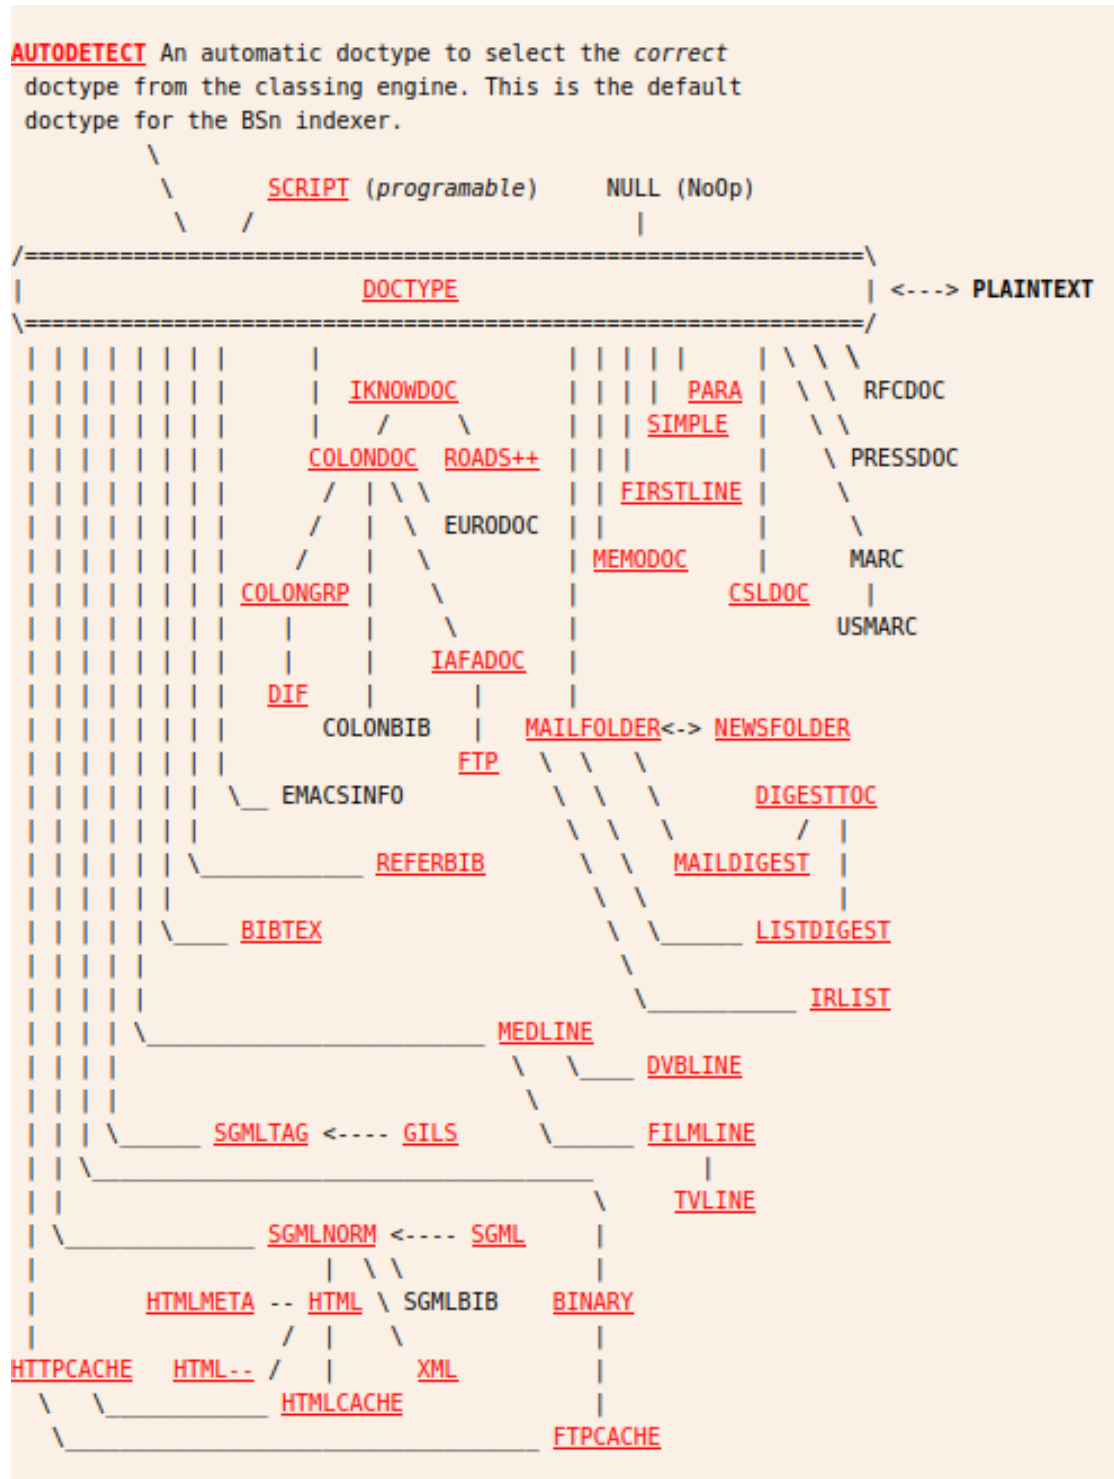 AUTODETECT An automatic doctype to select the correct
doctype from the classing engine. This is the default
doctype for the BSn indexer.
SCRIPT (programable) NULL (NoOp)
DOCTYPE <---> PLAINTEXT
IKNOWDOC PARA RFCDOC
SIMPLE
COLONDOC ROADS++ PRESSDOC
FIRSTLINE
EURODOC
MEMODOC MARC
COLONGRP CSLDOC
USMARC
IAFADOC
DIF
COLONBIB MAILFOLDER<-> NEWSFOLDER
FTP
EMACSINFO DIGESTTOC
REFERBIB MAILDIGEST
BIBTEX LISTDIGEST
IRLIST
MEDLINE
DVBLINE
SGMLTAG <---- GILS FILMLINE
TVLINE
SGMLNORM <---- SGML
HTMLMETA -- HTML SGMLBIB BINARY
HTTPCACHE HTML-- XML
HTMLCACHE
FTPCACHE